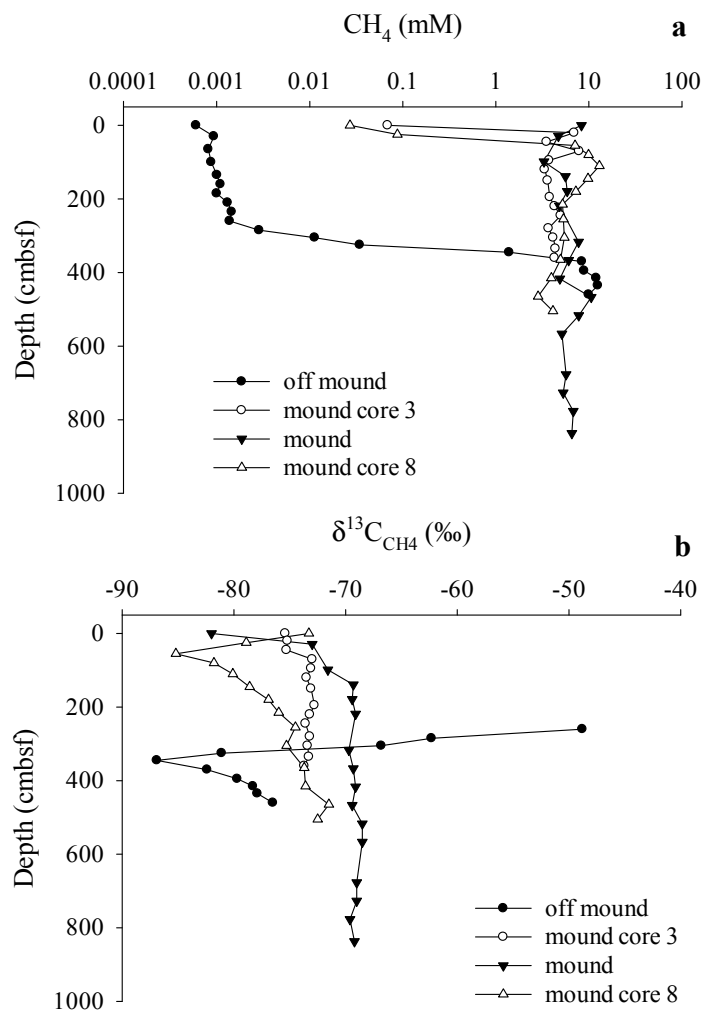 CH4 (mM)
a
0.0001 0.001 0.01 0.1 1 10 100
0
200
400
600
800
1000
Depth (cmbsf)
off mound
mound core 3
mound
mound core 8
δ13CCH4 (‰)
b
-90 -80 -70 -60 -50 -40
0
200
400
600
800
1000
Depth (cmbsf)
off mound
mound core 3
mound
mound core 8